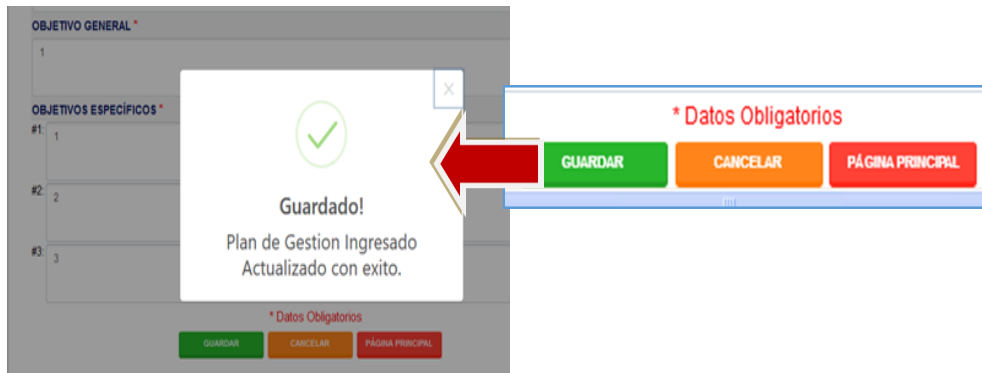 OBJETIVO GENERAL *
1
OBJETIVOS ESPECÍFICOS *
#1: 1
#2: 2
#3: 3
Guardado!
Plan de Gestion Ingresado
Actualizado con exito.
* Datos Obligatorios
GUARDAR CANCELAR PÁGINA PRINCIPAL
* Datos Obligatorios
GUARDAR CANCELAR PÁGINA PRINCIPAL